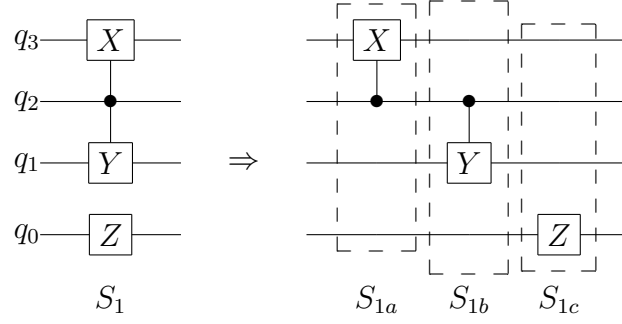 q₃ X X
q₂
q₁ Y ⇒ Y
q₀ Z Z
S₁ S₁ₐ S₁b S₁c